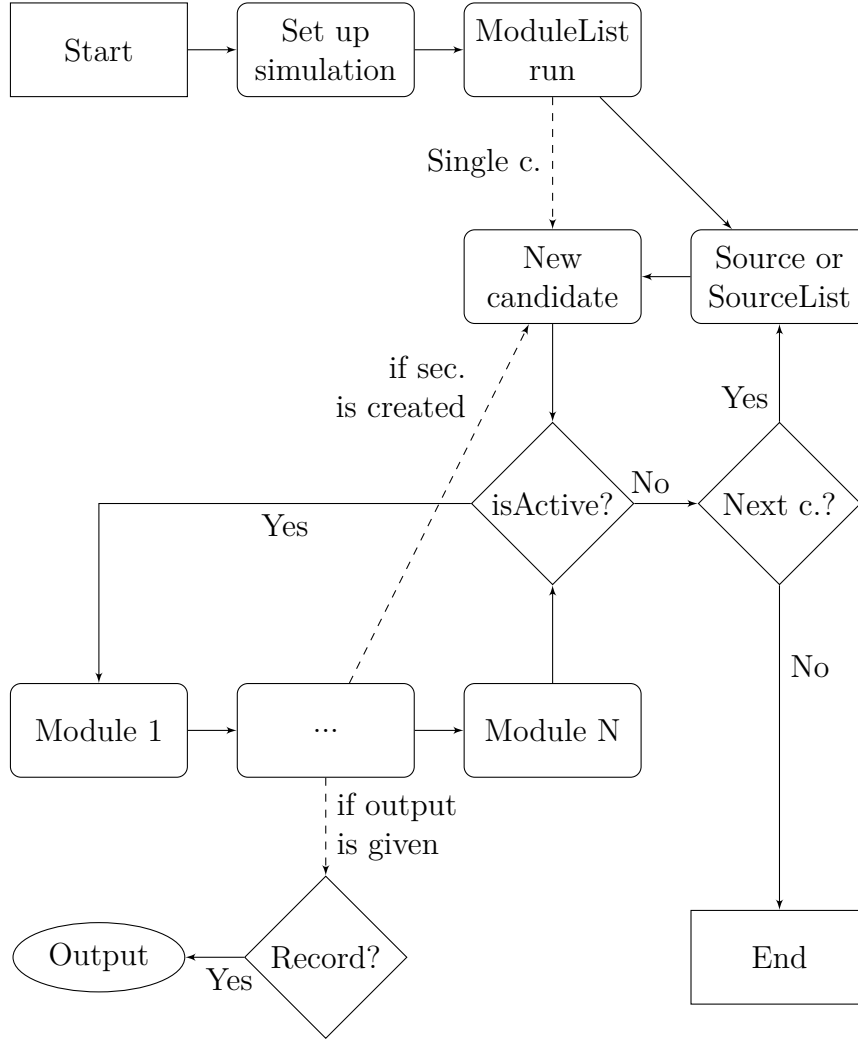 Start
Set up
simulation
ModuleList
run
Single c.
New
candidate
Source or
SourceList
if sec.
is created
Yes
isActive?
No
Next c.?
Yes
No
Module 1
...
Module N
if output
is given
Output
Yes
Record?
End